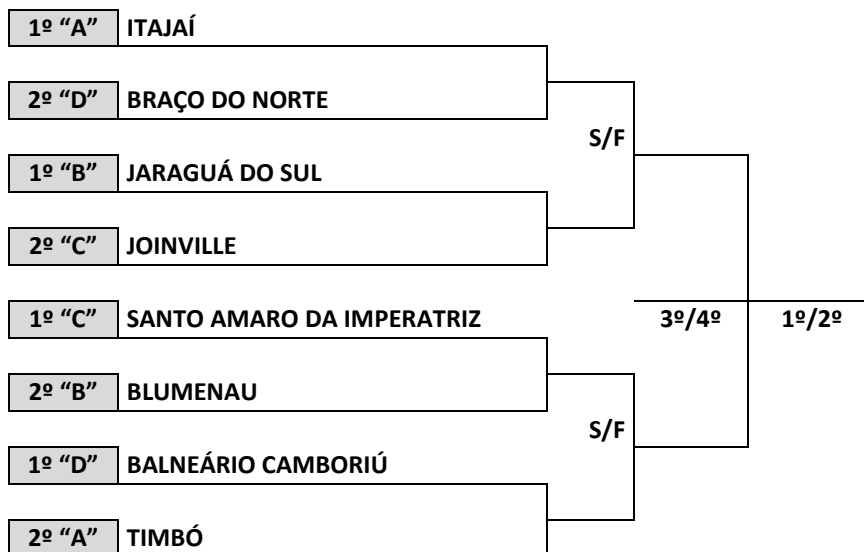 1º “A” ITAJAÍ
2º “D” BRAÇO DO NORTE
S/F
1º “B” JARAGUÁ DO SUL
2º “C” JOINVILLE
1º “C” SANTO AMARO DA IMPERATRIZ 3º/4º 1º/2º
2º “B” BLUMENAU
S/F
1º “D” BALNEÁRIO CAMBORIÚ
2º “A” TIMBÓ